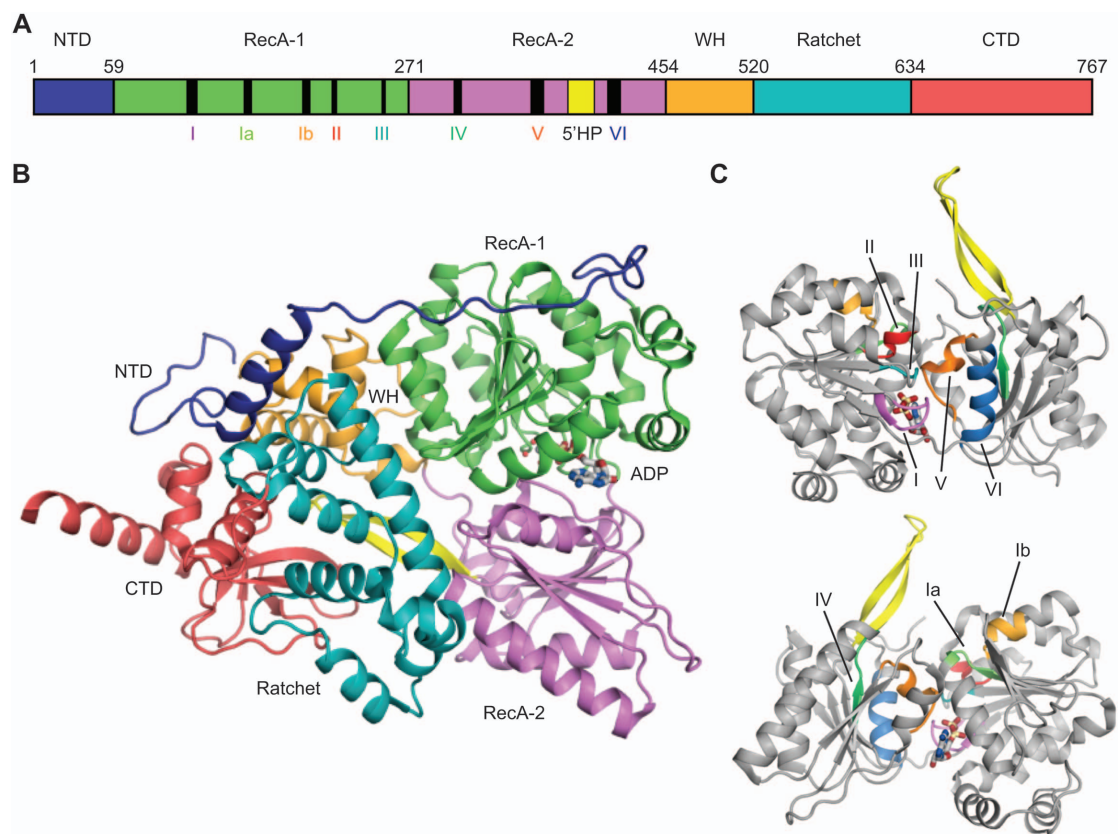 A
NTD RecA-1 RecA-2 WH Ratchet CTD
1 59 271 454 520 634 767
I Ia Ib II III IV V 5'HP VI
B
RecA-1
NTD
WH
ADP
CTD
Ratchet
RecA-2
C
II
III
I V VI
Ib
Ia
IV